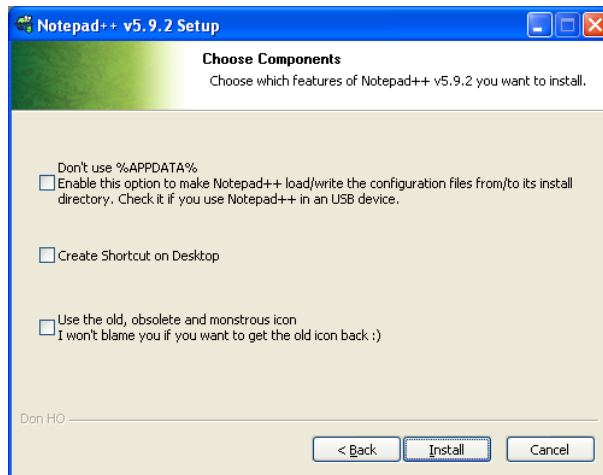 Notepad++ v5.9.2 Setup
Choose Components
Choose which features of Notepad++ v5.9.2 you want to install.
Don't use %APPDATA%
Enable this option to make Notepad++ load/write the configuration files from/to its install
directory. Check it if you use Notepad++ in an USB device.
Create Shortcut on Desktop
Use the old, obsolete and monstrous icon
I won't blame you if you want to get the old icon back :)
Don HO
< Back Install Cancel